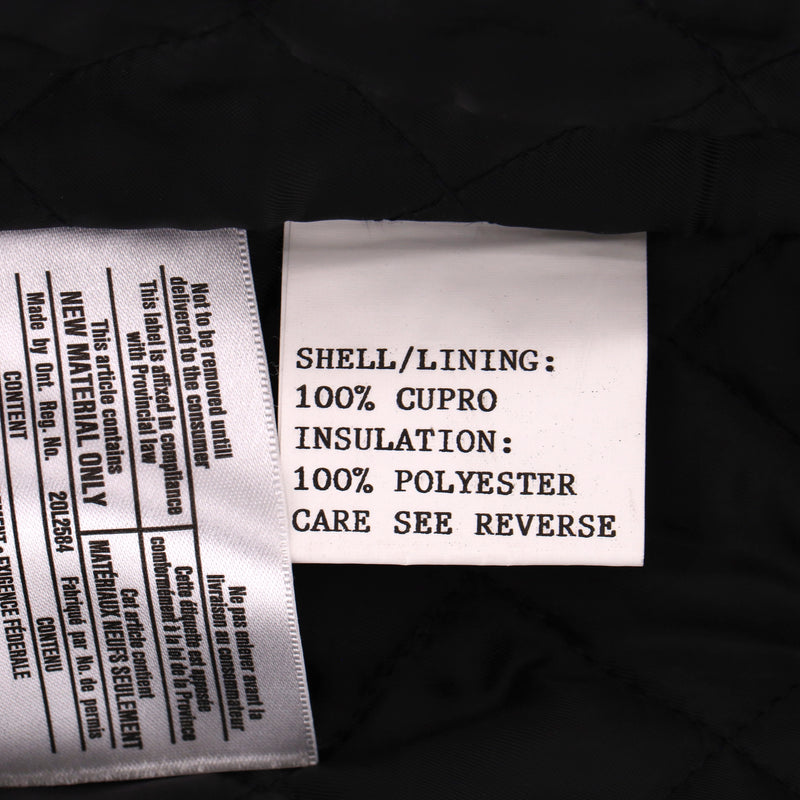 Not to be removed until
delivered to the consumer
This label is affixed in compliance
with Provincial law
This article contains
NEW MATERIAL ONLY
Made by Ont. Reg. No. 20L2584
CONTENT
Ne pas enlever avant la
livraison au consommateur
Cette étiquette est apposée
conformément à la loi de la Province
Cet article contient
MATÉRIAUX NEUFS SEULEMENT
Fabriqué par No. de permis
CONTENU
EXIGENCE FÉDÉRALE
SHELL/LINING:
100% CUPRO
INSULATION:
100% POLYESTER
CARE SEE REVERSE